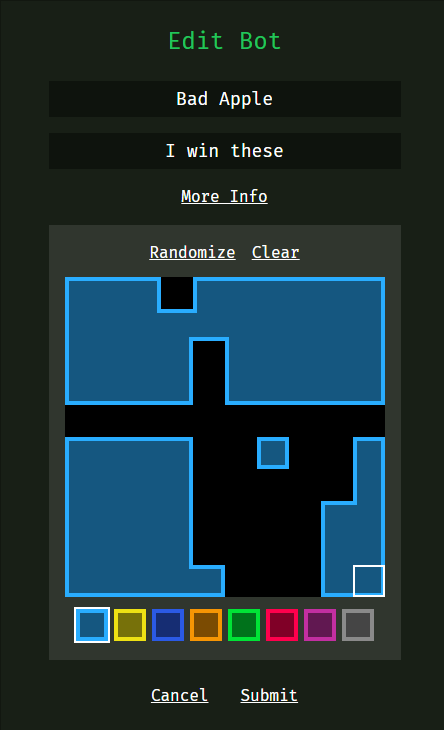 Edit Bot
Bad Apple
I win these
More Info
Randomize Clear
Cancel Submit